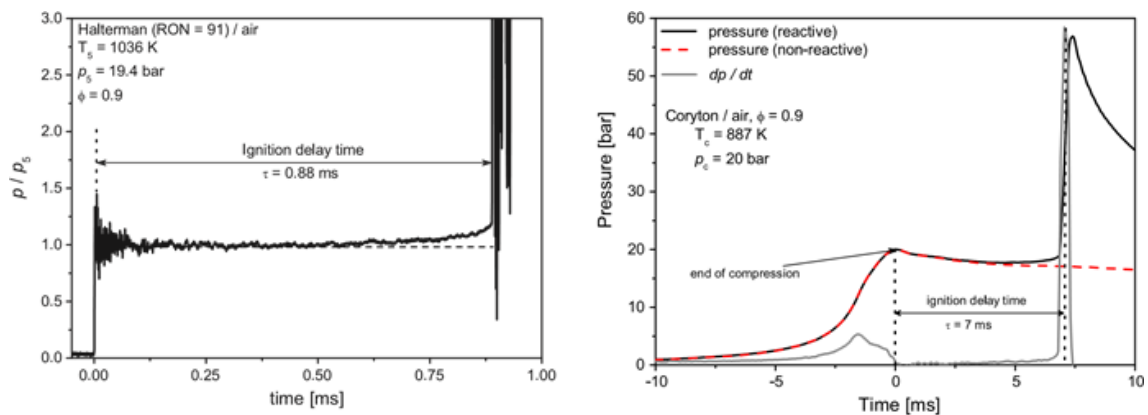 Halterman (RON = 91) / air
T5 = 1036 K
p5 = 19.4 bar
ϕ = 0.9
Ignition delay time
τ = 0.88 ms
p / p5
3.0
2.5
2.0
1.5
1.0
0.5
0.0
0.00 0.25 0.50 0.75 1.00
time [ms]
pressure (reactive)
pressure (non-reactive)
dp / dt
Coryton / air, ϕ = 0.9
Tc = 887 K
pc = 20 bar
end of compression
ignition delay time
τ = 7 ms
Pressure [bar]
60
50
40
30
20
10
0
-10 -5 0 5 10
Time [ms]